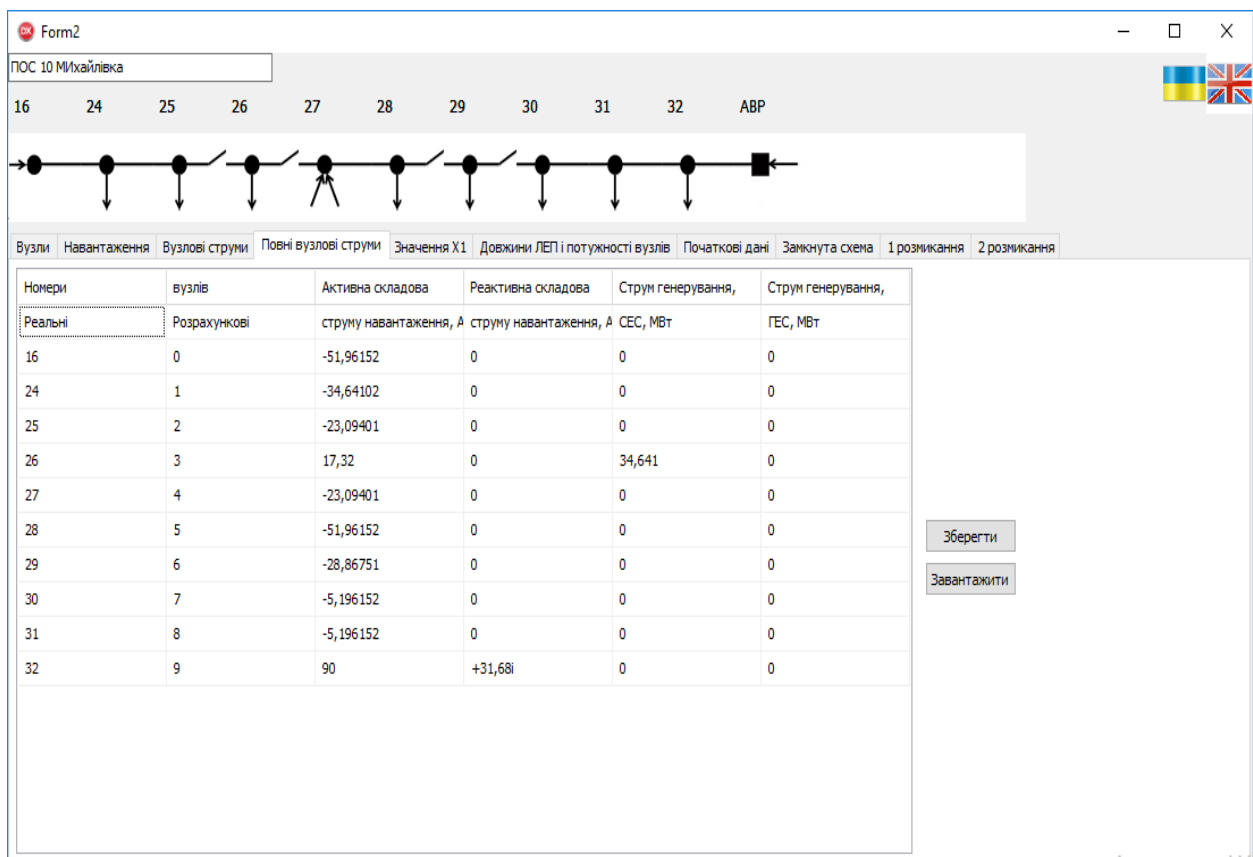 Form2
ПОС 10 МИхайлівка
16 24 25 26 27 28 29 30 31 32 АВР
Вузли Навантаження Вузлові струми Повні вузлові струми Значення X1 Довжини ЛЕП і потужності вузлів Початкові дані Замкнута схема 1 розмикання 2 розмикання
Номери вузлів Активна складова Реактивна складова Струм генерування, Струм генерування,
Реальні Розрахункові струму навантаження, А струму навантаження, А СЕС, МВт ГЕС, МВт
16 0 -51,96152 0 0 0
24 1 -34,64102 0 0 0
25 2 -23,09401 0 0 0
26 3 17,32 0 34,641 0
27 4 -23,09401 0 0 0
28 5 -51,96152 0 0 0
29 6 -28,86751 0 0 0
30 7 -5,196152 0 0 0
31 8 -5,196152 0 0 0
32 9 90 +31,68i 0 0
Зберегти
Завантажити